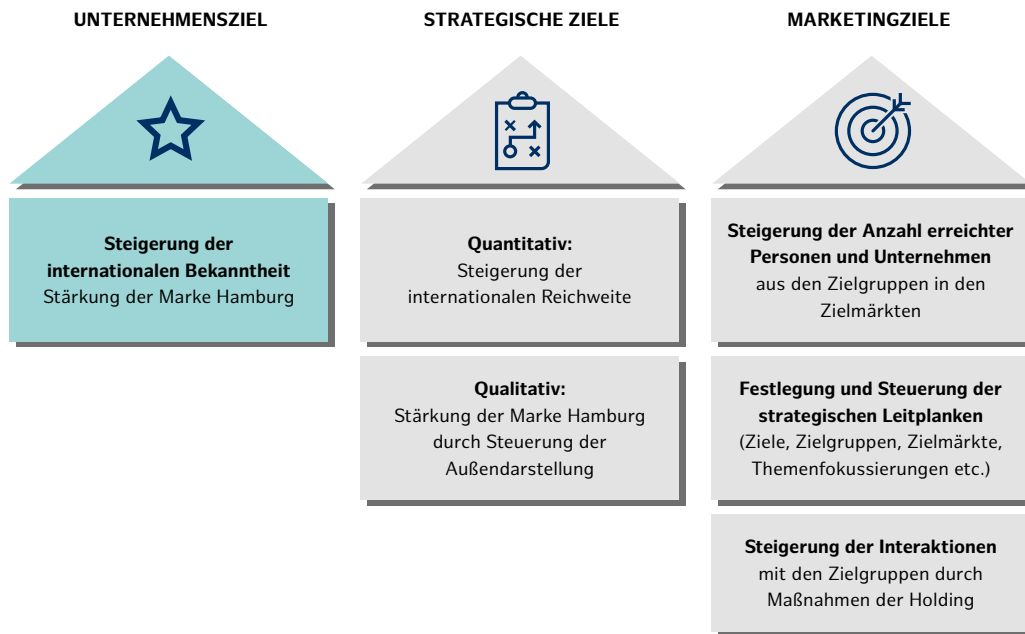 UNTERNEHMENSZIEL
Steigerung der
internationalen Bekanntheit
Stärkung der Marke Hamburg
STRATEGISCHE ZIELE
Quantitativ:
Steigerung der
internationalen Reichweite
Qualitativ:
Stärkung der Marke Hamburg
durch Steuerung der
Außendarstellung
MARKETINGZIELE
Steigerung der Anzahl erreichter
Personen und Unternehmen
aus den Zielgruppen in den
Zielmärkten
Festlegung und Steuerung der
strategischen Leitplanken
(Ziele, Zielgruppen, Zielmärkte,
Themenfokussierungen etc.)
Steigerung der Interaktionen
mit den Zielgruppen durch
Maßnahmen der Holding